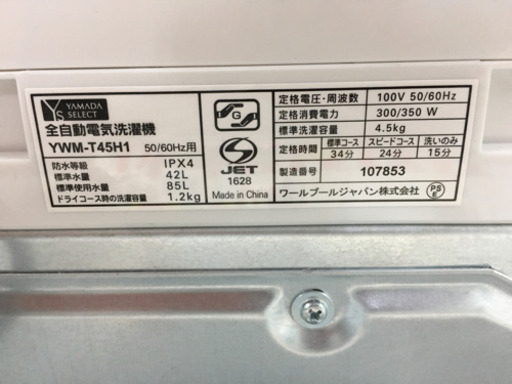 YS YAMADA SELECT
全自動電気洗濯機
YWM-T45H1 50/60Hz用
防水等級 IPX4
標準水量 42L
標準使用水量 85L
ドライコース時の洗濯容量 1.2kg
G
S
JET
1628
Made in China
定格電圧・周波数 100V 50/60Hz
定格消費電力 300/350 W
標準洗濯容量 4.5kg
定格時間 標準コース スピードコース 洗いのみ
34分 24分 15分
製造番号 107853
ワールプールジャパン株式会社
PS
E